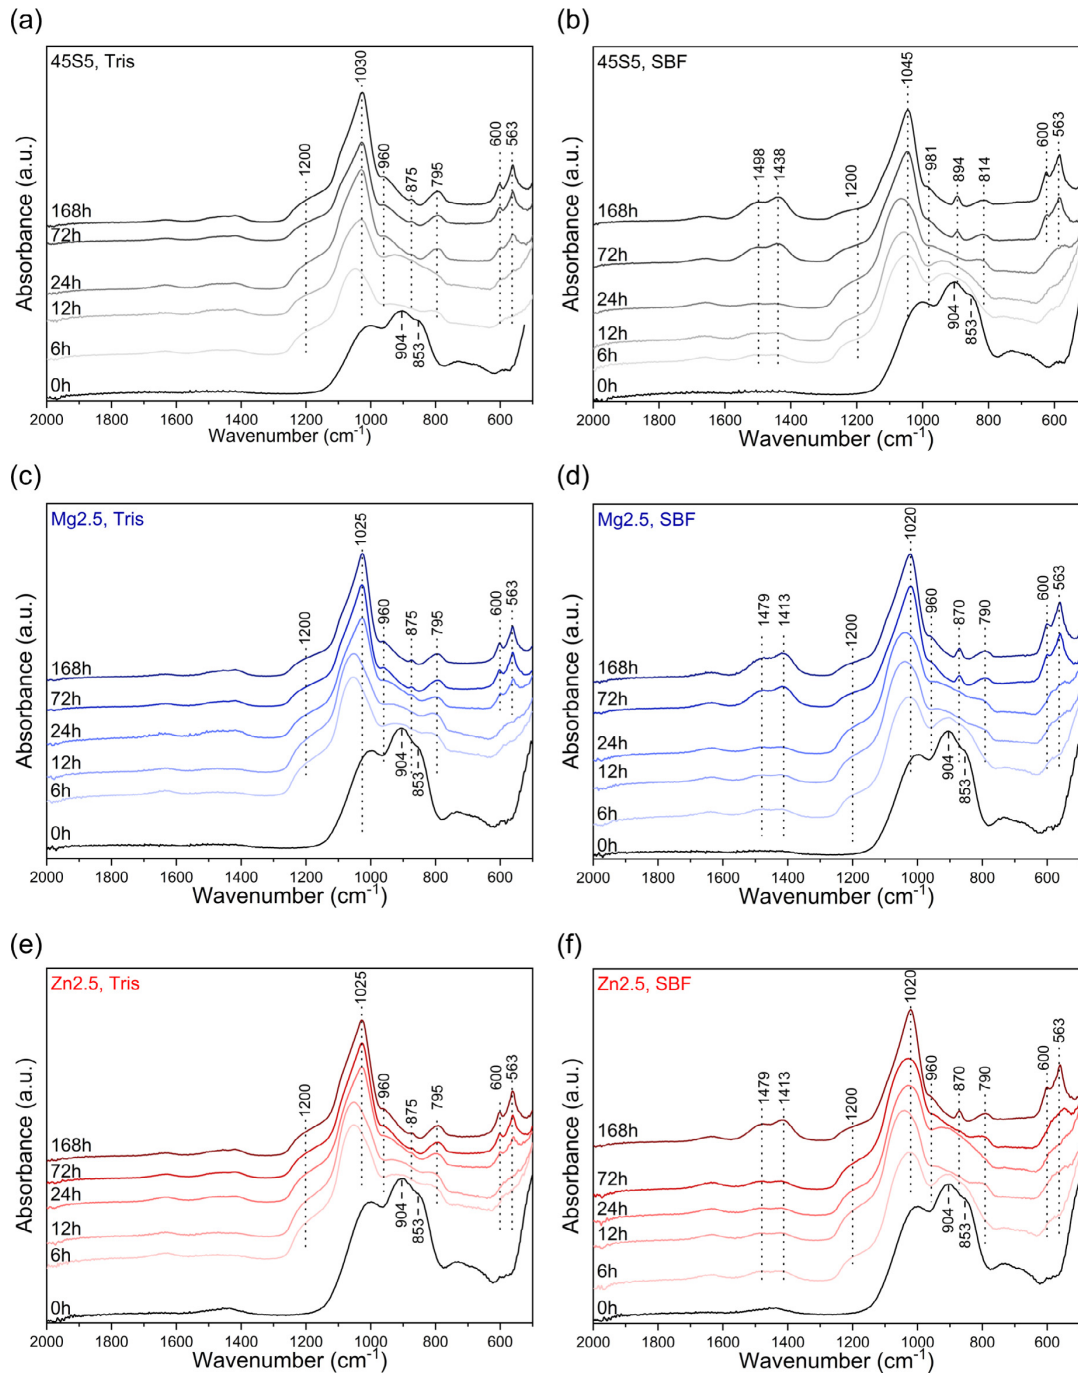 (a)
45S5, Tris
1030
1200
960
875
795
600
563
168h
72h
24h
12h
6h
0h
904
853
2000 1800 1600 1400 1200 1000 800 600
Wavenumber (cm⁻¹)
Absorbance (a.u.)
(b)
45S5, SBF
1045
1498
1438
1200
981
894
814
600
563
168h
72h
24h
12h
6h
0h
904
853
2000 1800 1600 1400 1200 1000 800 600
Wavenumber (cm⁻¹)
Absorbance (a.u.)
(c)
Mg2.5, Tris
1025
1200
960
875
795
600
563
168h
72h
24h
12h
6h
0h
904
853
2000 1800 1600 1400 1200 1000 800 600
Wavenumber (cm⁻¹)
Absorbance (a.u.)
(d)
Mg2.5, SBF
1020
1479
1413
1200
960
870
790
600
563
168h
72h
24h
12h
6h
0h
904
853
2000 1800 1600 1400 1200 1000 800 600
Wavenumber (cm⁻¹)
Absorbance (a.u.)
(e)
Zn2.5, Tris
1025
1200
960
875
795
600
563
168h
72h
24h
12h
6h
0h
904
853
2000 1800 1600 1400 1200 1000 800 600
Wavenumber (cm⁻¹)
Absorbance (a.u.)
(f)
Zn2.5, SBF
1020
1479
1413
1200
960
870
790
600
563
168h
72h
24h
12h
6h
0h
904
853
2000 1800 1600 1400 1200 1000 800 600
Wavenumber (cm⁻¹)
Absorbance (a.u.)